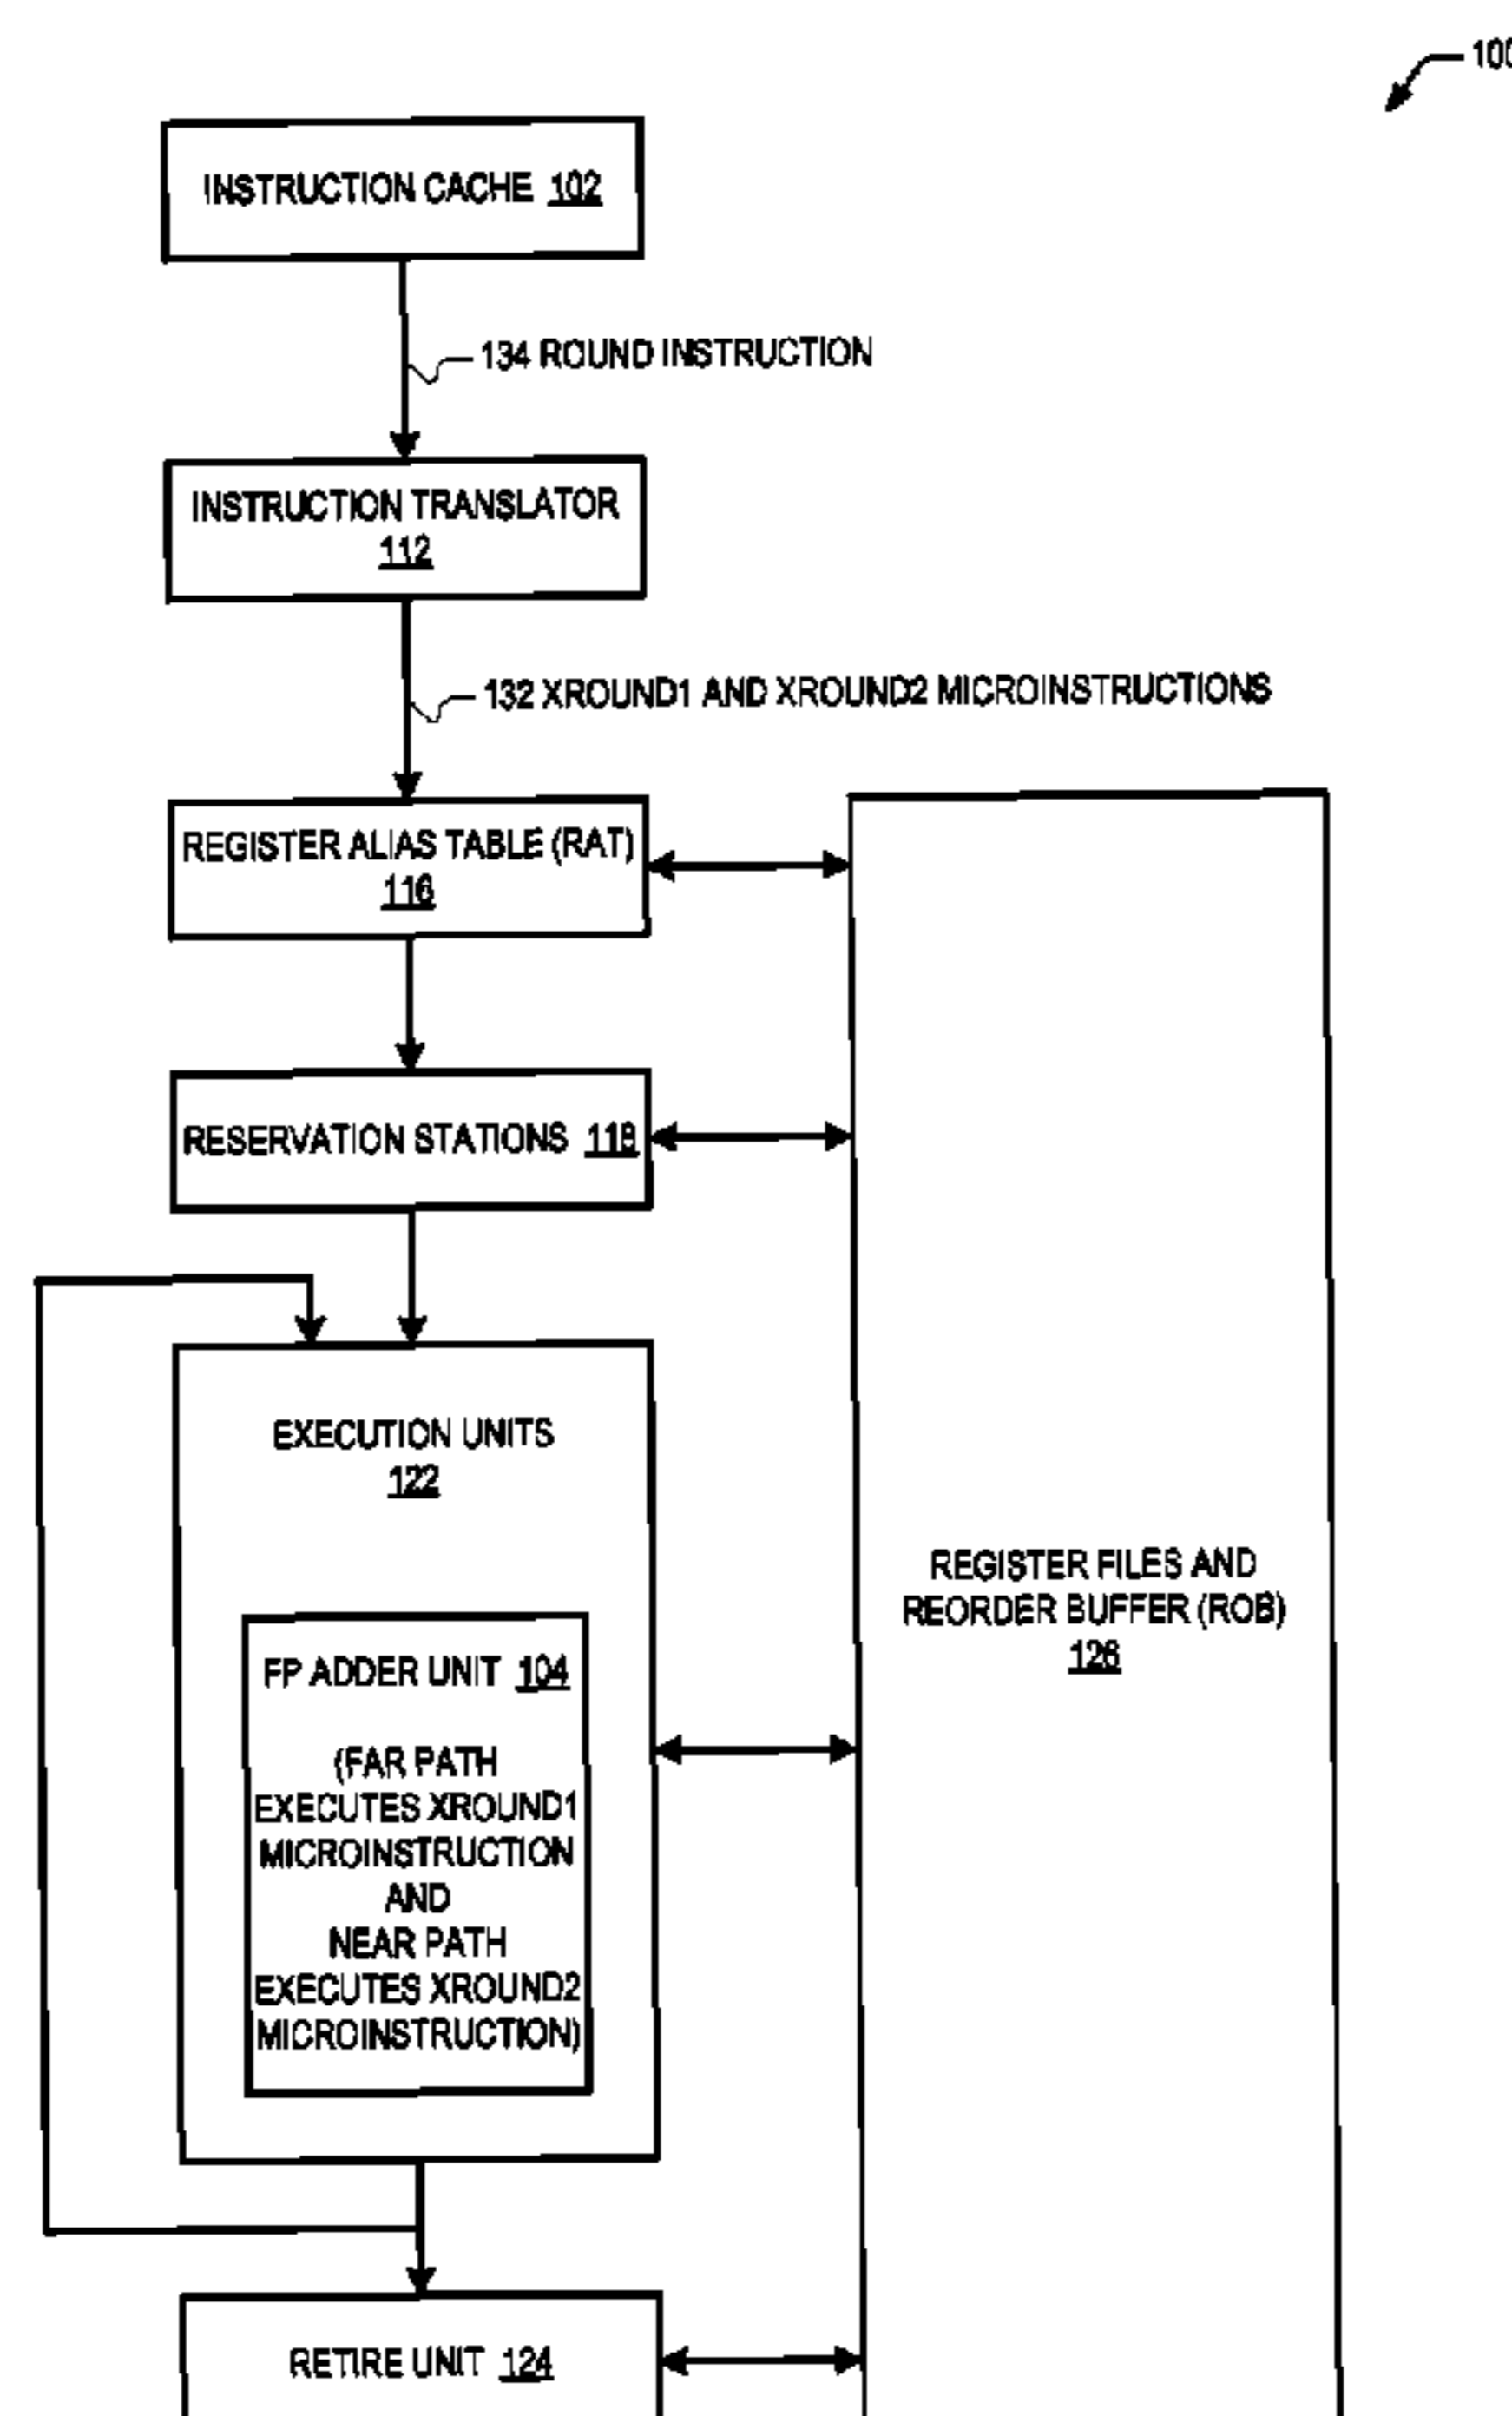 100
INSTRUCTION CACHE 102
134 ROUND INSTRUCTION
INSTRUCTION TRANSLATOR
112
132 XROUND1 AND XROUND2 MICROINSTRUCTIONS
REGISTER ALIAS TABLE (RAT)
116
RESERVATION STATIONS 118
EXECUTION UNITS
122
FP ADDER UNIT 104
(FAR PATH
EXECUTES XROUND1
MICROINSTRUCTION
AND
NEAR PATH
EXECUTES XROUND2
MICROINSTRUCTION)
REGISTER FILES AND
REORDER BUFFER (ROB)
126
RETIRE UNIT 124